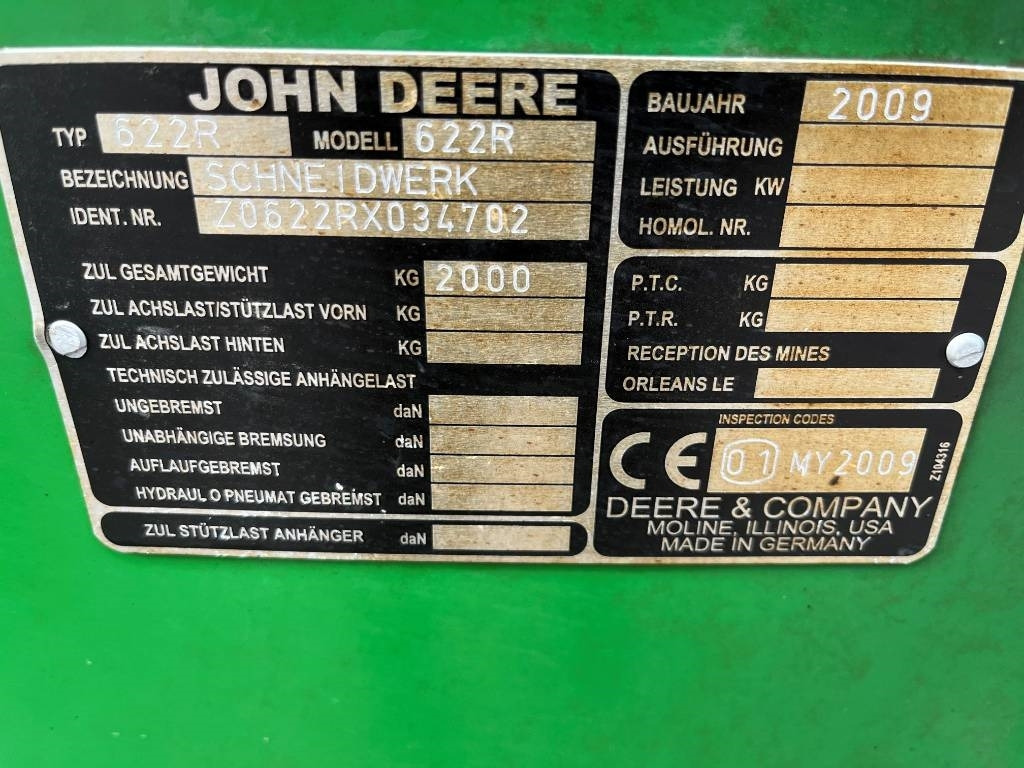 JOHN DEERE
TYP 622R MODELL 622R
BEZEICHNUNG SCHNEIDWERK
IDENT. NR. Z0622RX034702
ZUL GESAMTGEWICHT KG 2000
ZUL ACHSLAST/STÜTZLAST VORN KG
ZUL ACHSLAST HINTEN KG
TECHNISCH ZULÄSSIGE ANHÄNGELAST
UNGEBREMST daN
UNABHÄNGIGE BREMSUNG daN
AUFLAUFGEBREMST daN
HYDRAUL O PNEUMAT GEBREMST daN
ZUL STÜTZLAST ANHÄNGER daN
BAUJAHR 2009
AUSFÜHRUNG
LEISTUNG KW
HOMOL. NR.
P.T.C. KG
P.T.R. KG
RECEPTION DES MINES
ORLEANS LE
INSPECTION CODES
CE 01 MY2009
Z104316
DEERE & COMPANY
MOLINE, ILLINOIS, USA
MADE IN GERMANY